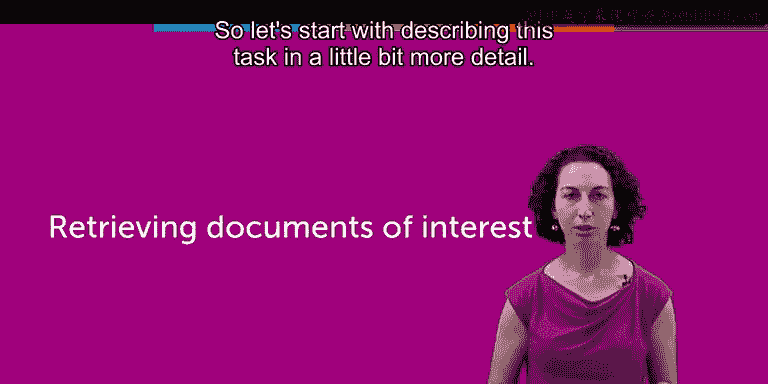 So let's start with describing this
task in a little bit more detail.
Retrieving documents of interest